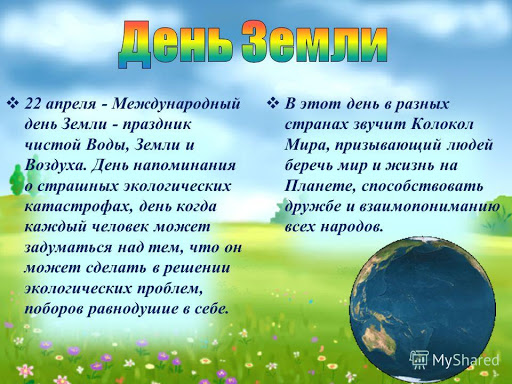 День Земли
❖ 22 апреля - Международный
день Земли - праздник
чистой Воды, Земли и
Воздуха. День напоминания
о страшных экологических
катастрофах, день когда
каждый человек может
задуматься над тем, что он
может сделать в решении
экологических проблем,
поборов равнодушие в себе.
❖ В этот день в разных
странах звучит Колокол
Мира, призывающий людей
беречь мир и жизнь на
Планете, способствовать
дружбе и взаимопониманию
всех народов.
MyShared